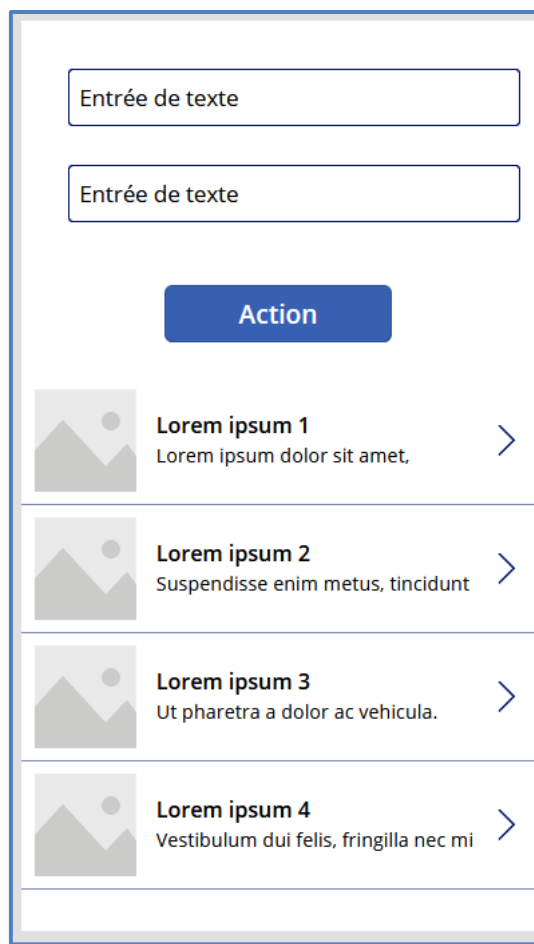 Entrée de texte
Entrée de texte
Action
Lorem ipsum 1
Lorem ipsum dolor sit amet,
Lorem ipsum 2
Suspendisse enim metus, tincidunt
Lorem ipsum 3
Ut pharetra a dolor ac vehicula.
Lorem ipsum 4
Vestibulum dui felis, fringilla nec mi